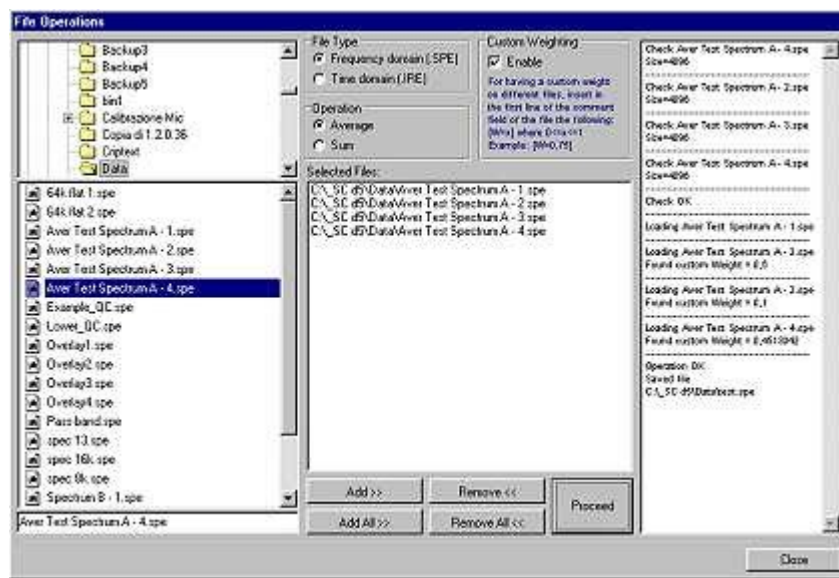 File Operations
Backup3
Backup4
Backup5
bin1
Calibrazione Mic
Copia di 1.2.0.36
Criptext
Data
64k flat 1.spe
64k flat 2.spe
Aver Test Spectrum A - 1.spe
Aver Test Spectrum A - 2.spe
Aver Test Spectrum A - 3.spe
Aver Test Spectrum A - 4.spe
Example_QC.spe
Lower_QC.spe
Overlay1.spe
Overlay2.spe
Overlay3.spe
Overlay4.spe
Pass band.spe
spec 13.spe
spec 16k.spe
spec 8k.spe
Spectrum B - 1.spe
Aver Test Spectrum A - 4.spe
File Type
Frequency domain (.SPE)
Time domain (.IRE)
Operation
Average
Sum
Custom Weighting
Enable
For having a custom weight
on different files, insert in
the first line of the comment
field of the file the following:
[W=x] where 0<x<=1
Example: [W=0.75]
Selected Files:
C:\_SC d5\Data\Aver Test Spectrum A - 1.spe
C:\_SC d5\Data\Aver Test Spectrum A - 2.spe
C:\_SC d5\Data\Aver Test Spectrum A - 3.spe
C:\_SC d5\Data\Aver Test Spectrum A - 4.spe
Add >>
Remove <<
Add All >>
Remove All <<
Proceed
Check Aver Test Spectrum A - 4.spe
Size=4096
Check Aver Test Spectrum A - 2.spe
Size=4096
Check Aver Test Spectrum A - 3.spe
Size=4096
Check Aver Test Spectrum A - 4.spe
Size=4096
Check OK
Loading Aver Test Spectrum A - 1.spe
Loading Aver Test Spectrum A - 2.spe
Found custom Weight = 0,5
Loading Aver Test Spectrum A - 3.spe
Found custom Weight = 0,1
Loading Aver Test Spectrum A - 4.spe
Found custom Weight =
Operation OK
Saved file
C:\_SC d5\Data\test.spe
Close